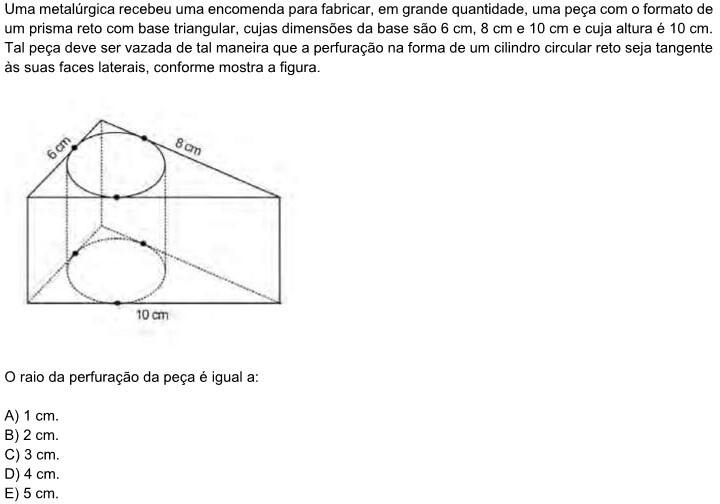 Uma metalúrgica recebeu uma encomenda para fabricar, em grande quantidade, uma peça com o formato de
um prisma reto com base triangular, cujas dimensões da base são 6 cm, 8 cm e 10 cm e cuja altura é 10 cm.
Tal peça deve ser vazada de tal maneira que a perfuração na forma de um cilindro circular reto seja tangente
às suas faces laterais, conforme mostra a figura.
6 cm
8 cm
10 cm
O raio da perfuração da peça é igual a:
A) 1 cm.
B) 2 cm.
C) 3 cm.
D) 4 cm.
E) 5 cm.